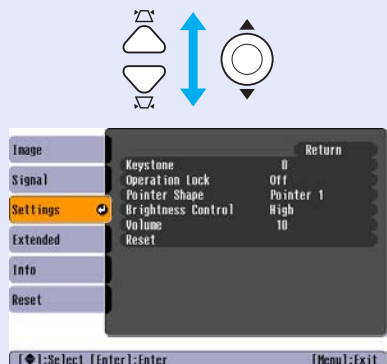 Image
Signal
Settings
Extended
Info
Reset
Return
Keystone 0
Operation Lock Off
Pointer Shape Pointer 1
Brightness Control High
Volume 10
Reset
[◆]:Select [Enter]:Enter [Menu]:Exit